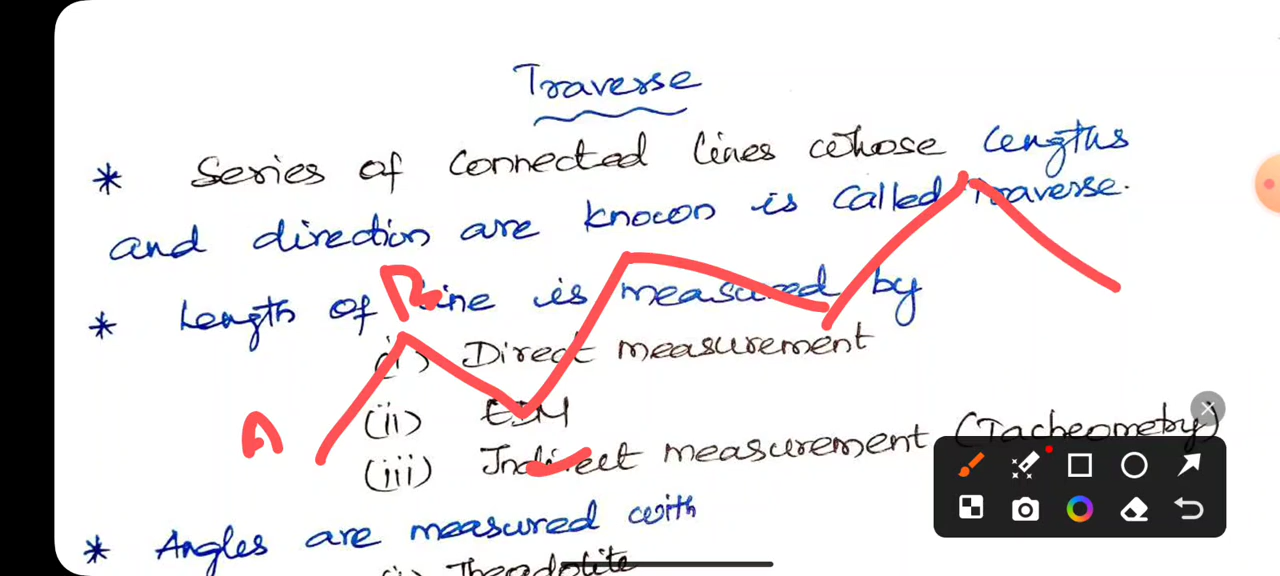 Traverse
* Series of connected lines whose lengths
and direction are known is called traverse.
* Length of line is measured by
(i) Direct measurement
(ii) EDM
(iii) Indirect measurement (Tacheometry)
* Angles are measured with
(i) Theodolite
A
B